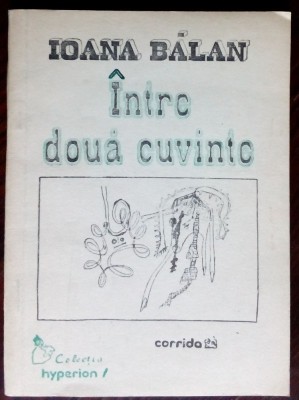 IOANA BĂLAN
Între
două cuvinte
corrida
Colecția
hyperion!